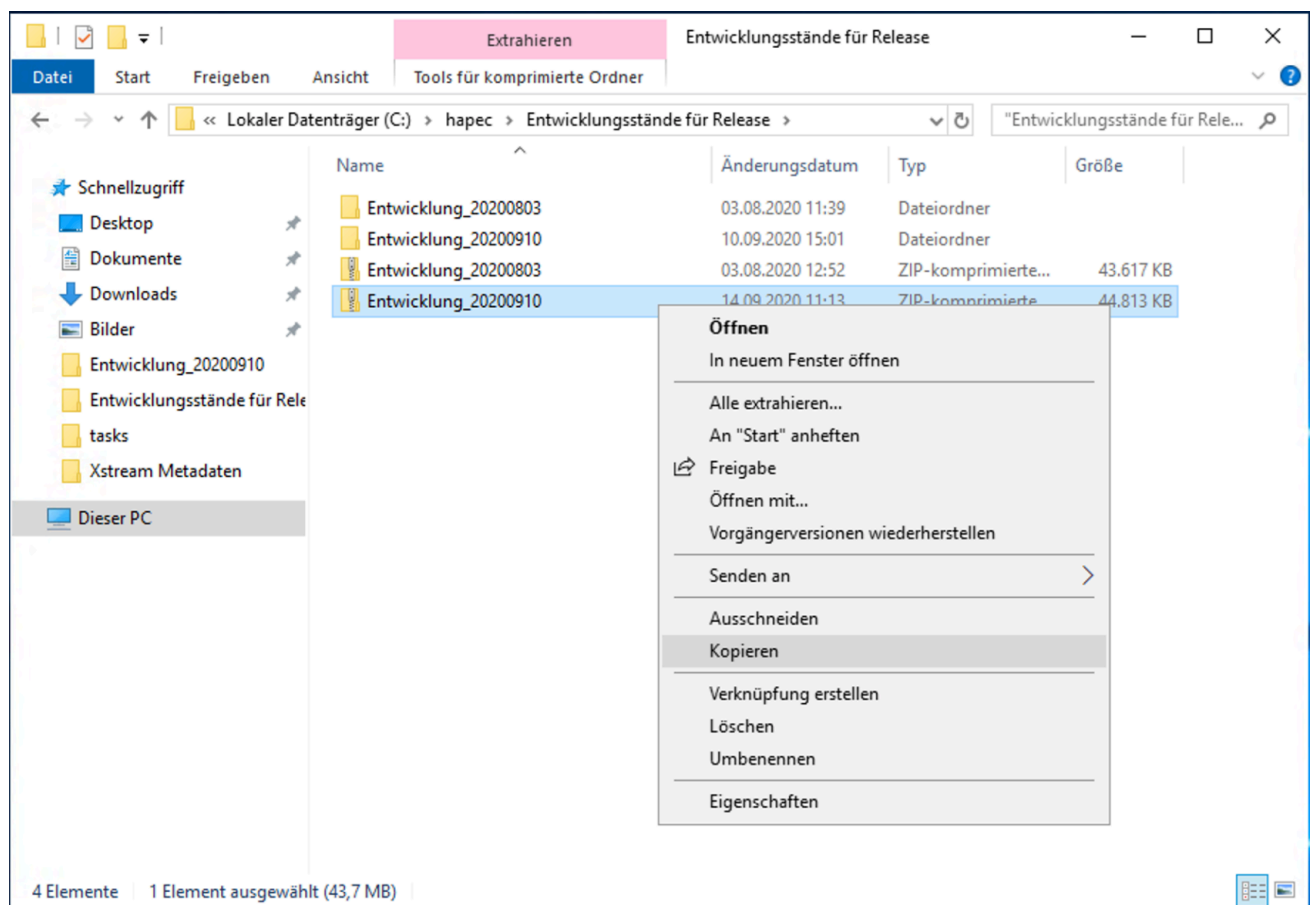 Extrahieren
Entwicklungsstände für Release
Datei Start Freigeben Ansicht Tools für komprimierte Ordner
« Lokaler Datenträger (C:) › hapec › Entwicklungsstände für Release ›
"Entwicklungsstände für Rele...
Schnellzugriff
Desktop
Dokumente
Downloads
Bilder
Entwicklung_20200910
Entwicklungsstände für Rele
tasks
Xstream Metadaten
Dieser PC
Name Änderungsdatum Typ Größe
Entwicklung_20200803 03.08.2020 11:39 Dateiordner
Entwicklung_20200910 10.09.2020 15:01 Dateiordner
Entwicklung_20200803 03.08.2020 12:52 ZIP-komprimierte... 43.617 KB
Entwicklung_20200910 14.09.2020 11:13 ZIP-komprimierte 44.813 KB
Öffnen
In neuem Fenster öffnen
Alle extrahieren...
An "Start" anheften
Freigabe
Öffnen mit...
Vorgängerversionen wiederherstellen
Senden an
Ausschneiden
Kopieren
Verknüpfung erstellen
Löschen
Umbenennen
Eigenschaften
4 Elemente 1 Element ausgewählt (43,7 MB)